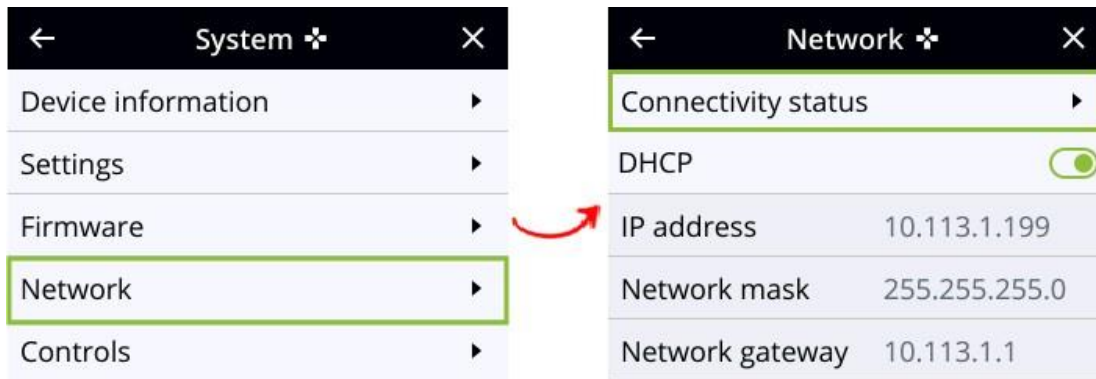 System
Device information
Settings
Firmware
Network
Controls
Network
Connectivity status
DHCP
IP address 10.113.1.199
Network mask 255.255.255.0
Network gateway 10.113.1.1